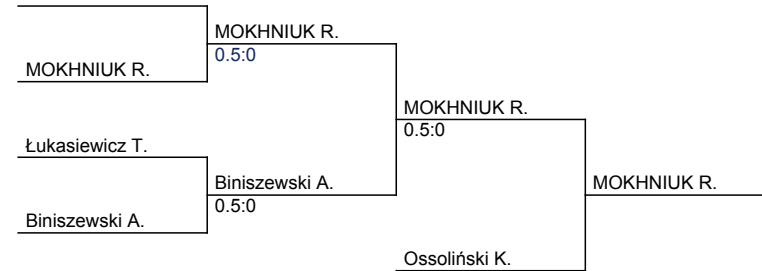 MOKHNIUK R.
0.5:0
MOKHNIUK R.
MOKHNIUK R.
0.5:0
Łukasiewicz T.
Biniszewski A.
0.5:0
MOKHNIUK R.
Biniszewski A.
Ossoliński K.